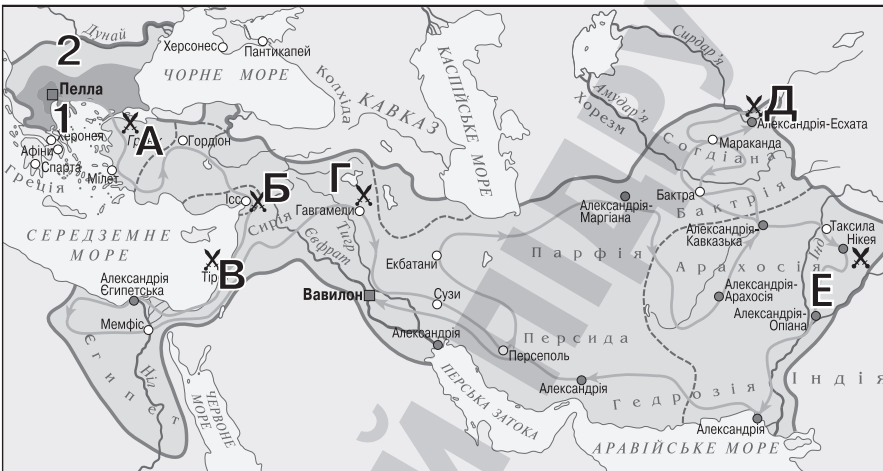 2
Дунай
Херсонес
Пантикапей
ЧОРНЕ МОРЕ
Колхіда
КАВКАЗ
КАСПІЙСЬКЕ МОРЕ
Сирдар'я
Амудар'я
Хорезм
Д
Александрія-Есхата
Мараканда
Согдіана
Пелла
1
Херонея
Афіни
Спарта
Греція
Мілет
А
Гордіон
Б
Ісс
Сирія
Г
Гавгамели
Тигр
Євфрат
Бактра
Бактрія
Александрія-
Маргіана
Александрія-
Кавказька
Таксила
Нікея
Інд
СЕРЕДЗЕМНЕ
МОРЕ
В
Тір
Екбатани
Парфія
Арахосія
Е
Александрія
Єгипетська
Мемфіс
Вавилон
Сузи
Александрія-
Арахосія
Александрія-
Опіана
Александрія
Персида
Персеполь
Єгипет
Ніл
ЧЕРВОНЕ
МОРЕ
ПЕРСЬКА ЗАТОКА
Александрія
Гедрозія
Індія
Александрія
АРАВІЙСЬКЕ МОРЕ